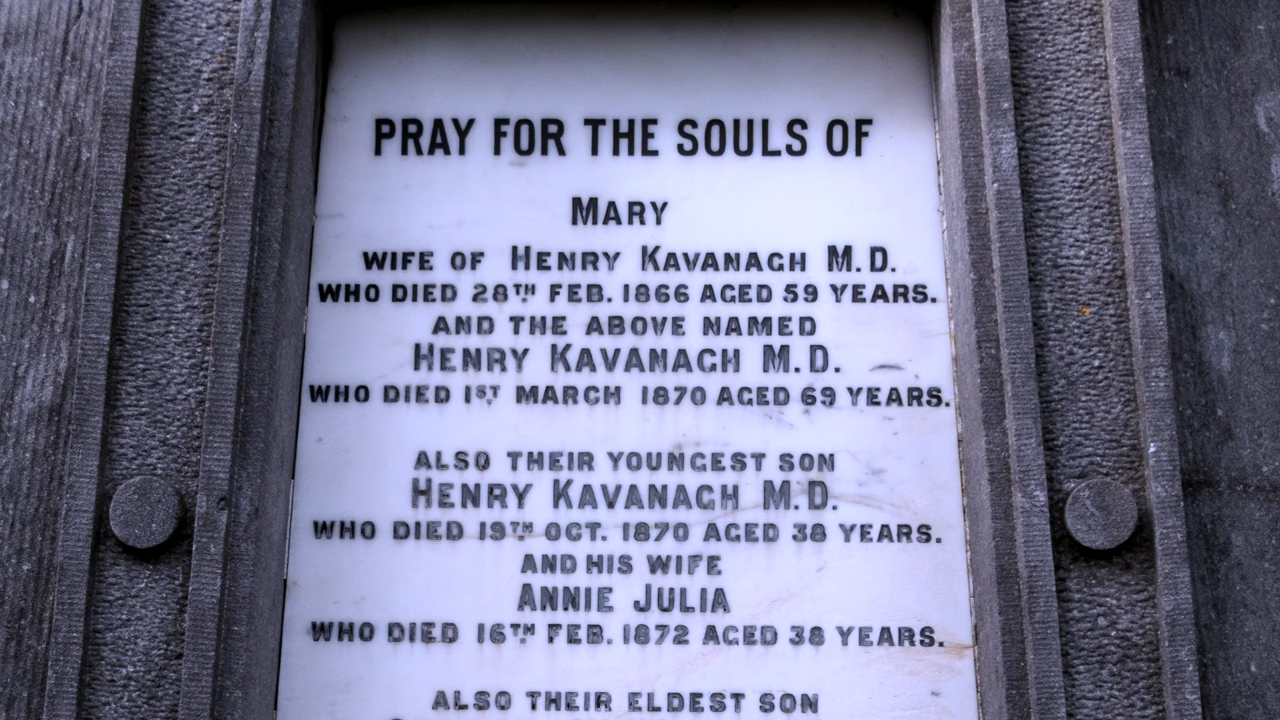 PRAY FOR THE SOULS OF
MARY
WIFE OF HENRY KAVANAGH M.D.
WHO DIED 28TH FEB. 1866 AGED 59 YEARS.
AND THE ABOVE NAMED
HENRY KAVANAGH M.D.
WHO DIED 1ST MARCH 1870 AGED 69 YEARS.
ALSO THEIR YOUNGEST SON
HENRY KAVANAGH M.D.
WHO DIED 19TH OCT. 1870 AGED 38 YEARS.
AND HIS WIFE
ANNIE JULIA
WHO DIED 16TH FEB. 1872 AGED 38 YEARS.
ALSO THEIR ELDEST SON